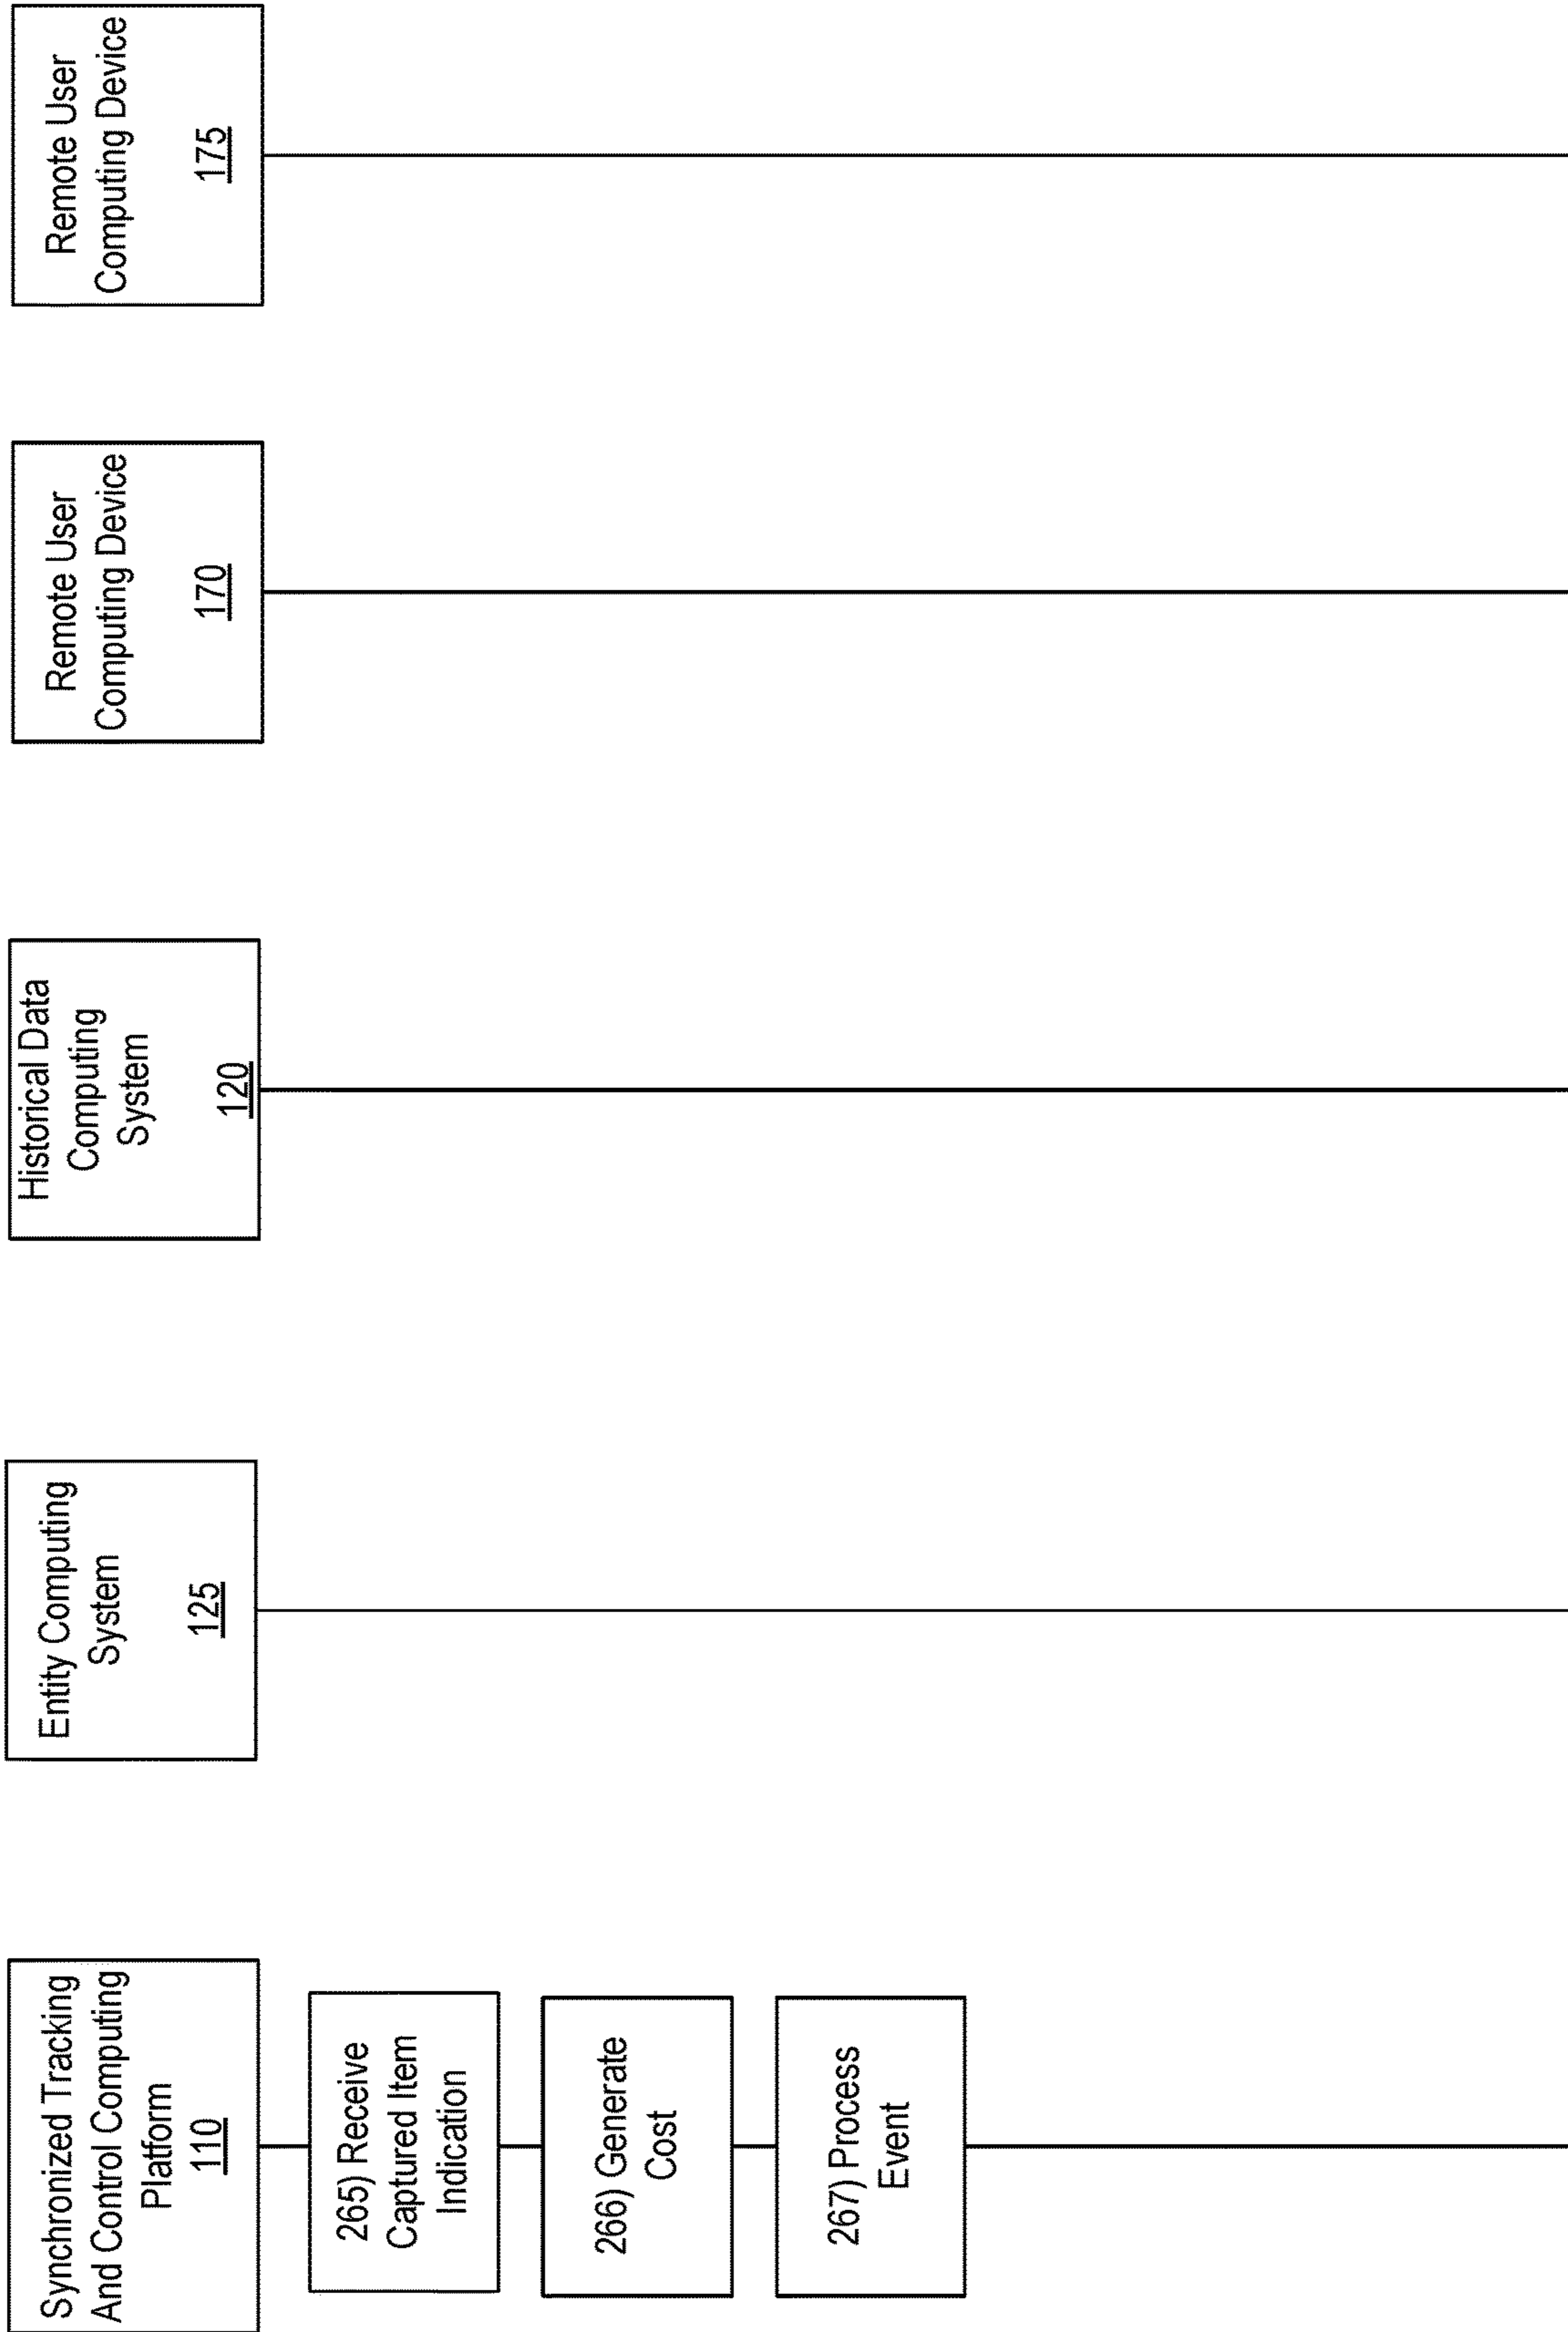 Synchronized Tracking
And Control Computing
Platform
110
265) Receive
Captured Item
Indication
266) Generate
Cost
267) Process
Event
Entity Computing
System
125
Historical Data
Computing
System
120
Remote User
Computing Device
170
Remote User
Computing Device
175